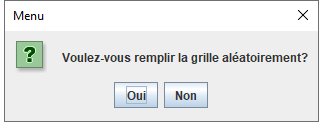 Menu
?
Voulez-vous remplir la grille aléatoirement?
Oui Non